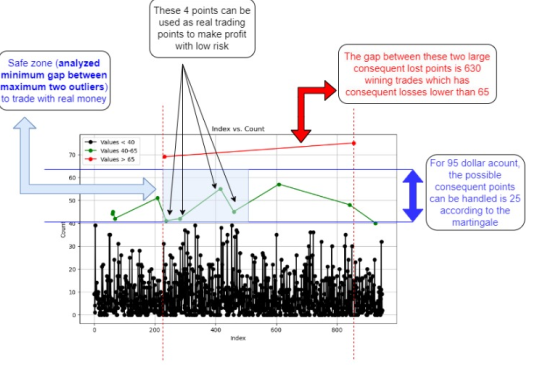 These 4 points can be
used as real trading
points to make profit
with low risk
Safe zone (analyzed
minimum gap between
maximum two outliers)
to trade with real money
The gap between these two large
consequent lost points is 630
wining trades which has
consequent losses lower than 65
For 95 dollar acount,
the possible
consequent points
can be handled is 25
according to the
martingale
Index vs. Count
Values < 40
Values 40-65
Values > 65
70
60
50
40
30
20
10
0
Count
0
200
400
600
800
Index